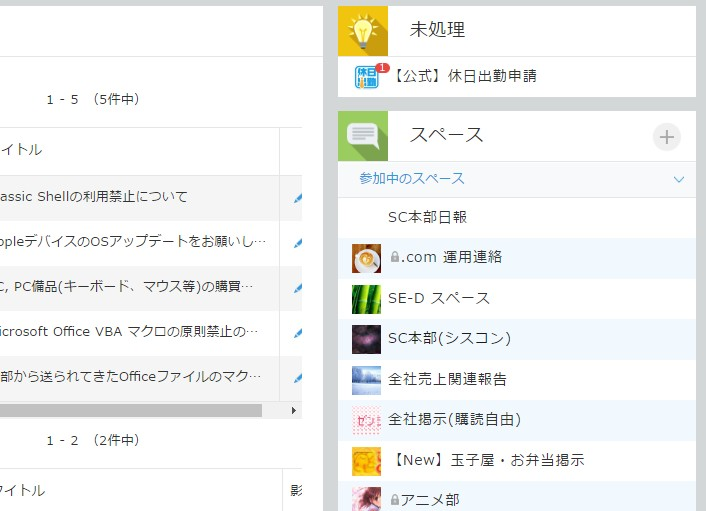 1 - 5 （5件中）
イトル
assic Shellの利用禁止について
ppleデバイスのOSアップデートをお願いし…
C, PC備品(キーボード、マウス等)の購買…
icrosoft Office VBA マクロの原則禁止の…
部から送られてきたOfficeファイルのマク…
1 - 2 （2件中）
タイトル
影
未処理
1
【公式】休日出勤申請
休日
出勤
スペース
参加中のスペース
SC本部日報
.com 運用連絡
SE-D スペース
SC本部(シスコン)
全社売上関連報告
全社掲示(購読自由)
【New】玉子屋・お弁当掲示
アニメ部